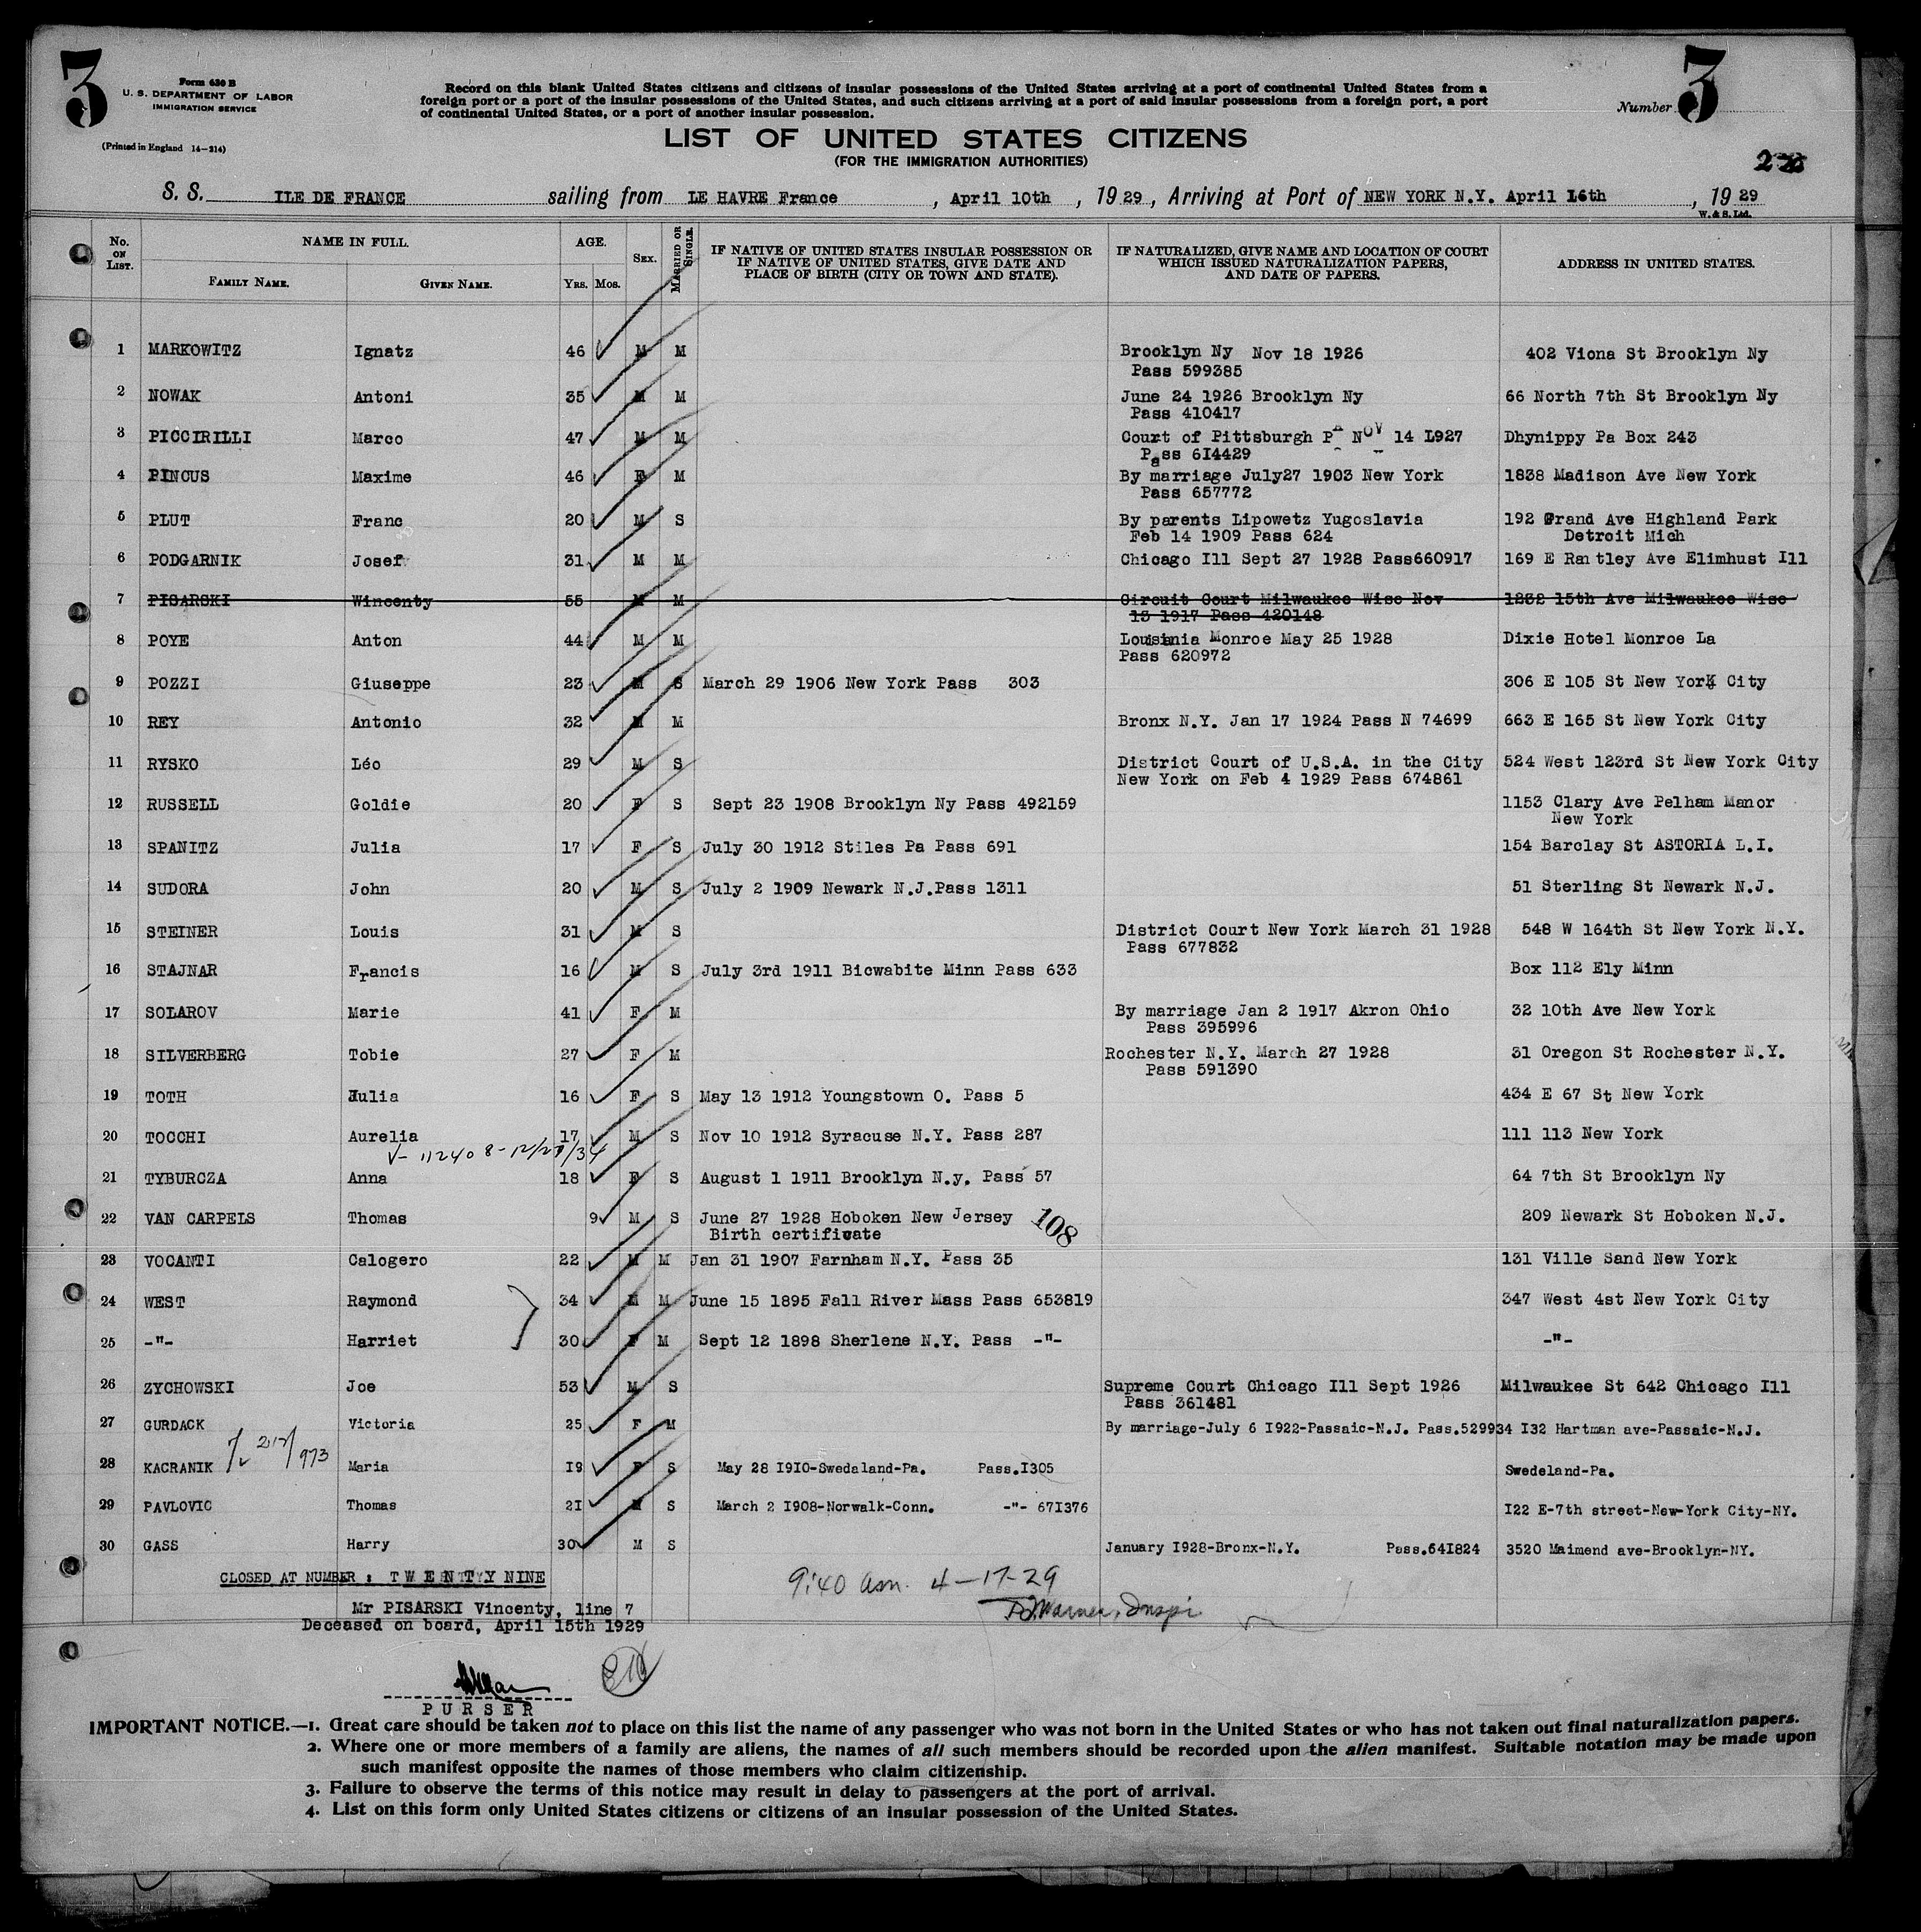 3
Form 630 B
U. S. DEPARTMENT OF LABOR
IMMIGRATION SERVICE
(Printed in England 14—214)
Record on this blank United States citizens and citizens of insular possessions of the United States arriving at a port of continental United States from a
foreign port or a port of the insular possessions of the United States, and such citizens arriving at a port of said insular possessions from a foreign port, a port
of continental United States, or a port of another insular possession.
Number 3
LIST OF UNITED STATES CITIZENS
(FOR THE IMMIGRATION AUTHORITIES)
S. S. ILE DE FRANCE sailing from LE HAVRE France, April 10th, 1929, Arriving at Port of NEW YORK N.Y. April 16th, 1929
W. & S. Ltd.
No. ON LIST. NAME IN FULL. AGE. SEX. MARRIED OR SINGLE. IF NATIVE OF UNITED STATES INSULAR POSSESSION OR IF NATIVE OF UNITED STATES, GIVE DATE AND PLACE OF BIRTH (CITY OR TOWN AND STATE). IF NATURALIZED, GIVE NAME AND LOCATION OF COURT WHICH ISSUED NATURALIZATION PAPERS, AND DATE OF PAPERS. ADDRESS IN UNITED STATES.
FAMILY NAME. GIVEN NAME. YRS. MOS.
1 MARKOWITZ Ignatz 46 M M Brooklyn Ny Nov 18 1926 402 Viona St Brooklyn Ny
Pass 599385
2 NOWAK Antoni 35 M M June 24 1926 Brooklyn Ny 66 North 7th St Brooklyn Ny
Pass 410417
3 PICCIRILLI Marco 47 M M Court of Pittsburgh Pa Nov 14 1927 Dhynippy Pa Box 243
Pass 6I4429
4 PINCUS Maxime 46 F M By marriage July27 1903 New York 1838 Madison Ave New York
Pass 657772
5 PLUT Franc 20 M S By parents Lipowetz Yugoslavia 192 Grand Ave Highland Park
Feb 14 1909 Pass 624 Detroit Mich
6 PODGARNIK Josef 31 M M Chicago Ill Sept 27 1928 Pass660917 169 E Rantley Ave Elimhust Ill
7 PISARSKI Wincenty 55 M M Circuit Court Milwaukee Wisc Nov 1232 15th Ave Milwaukee Wisc
13 1917 Pass 420148
8 POYE Anton 44 M M Louisiania Monroe May 25 1928 Dixie Hotel Monroe La
Pass 620972
9 POZZI Giuseppe 23 M S March 29 1906 New York Pass 303 306 E 105 St New York City
10 REY Antonio 32 M M Bronx N.Y. Jan 17 1924 Pass N 74699 663 E 165 St New York City
11 RYSKO Léo 29 M S District Court of U.S.A. in the City 524 West 123rd St New York City
New York on Feb 4 1929 Pass 674861
12 RUSSELL Goldie 20 F S Sept 23 1908 Brooklyn Ny Pass 492159 1153 Clary Ave Pelham Manor
New York
13 SPANITZ Julia 17 F S July 30 1912 Stiles Pa Pass 691 154 Barclay St ASTORIA L.I.
14 SUDORA John 20 M S July 2 1909 Newark N.J.Pass 1311 51 Sterling St Newark N.J.
15 STEINER Louis 31 M S District Court New York March 31 1928 548 W 164th St New York N.Y.
Pass 677832
16 STAJNAR Francis 16 M S July 3rd 1911 Biowabite Minn Pass 633 Box 112 Ely Minn
17 SOLAROV Marie 41 F M By marriage Jan 2 1917 Akron Ohio 32 10th Ave New York
Pass 395996
18 SILVERBERG Tobie 27 F M Rochester N.Y. March 27 1928 31 Oregon St Rochester N.Y.
Pass 591390
19 TOTH Julia 16 F S May 13 1912 Youngstown O. Pass 5 434 E 67 St New York
20 TOCCHI Aurelia 17 M S Nov 10 1912 Syracuse N.Y. Pass 287 111 113 New York
21 TYBURCZA Anna 18 F S August 1 1911 Brooklyn N.y. Pass 57 64 7th St Brooklyn Ny
22 VAN CARPELS Thomas 9 M S June 27 1928 Hoboken New Jersey 108 209 Newark St Hoboken N.J.
Birth certificate
23 VOCANTI Calogero 22 M M Jan 31 1907 Farnham N.Y. Pass 35 131 Ville Sand New York
24 WEST Raymond 34 M M June 15 1895 Fall River Mass Pass 653819 347 West 4st New York City
25 -"- Harriet 30 F M Sept 12 1898 Sherlene N.Y. Pass -"- -"-
26 ZYCHOWSKI Joe 53 M S Supreme Court Chicago Ill Sept 1926 Milwaukee St 642 Chicago Ill
Pass 361481
27 GURDACK Victoria 25 F M By marriage-July 6 I922-Passaic-N.J. Pass.529934 I32 Hartman ave-Passaic-N.J.
28 KACRANIK Maria I9 F S May 28 I9I0-Swedaland-Pa. Pass.I305 Swedeland-Pa.
29 PAVLOVIC Thomas 2I M S March 2 I908-Norwalk-Conn. -"- 67I376 I22 E-7th street-New-York City-NY.
30 GASS Harry 30 M S January I928-Bronx-N.Y. Pass.64I824 3520 Maimend ave-Brooklyn-NY.
CLOSED AT NUMBER : TWENTY NINE
9:40 am. 4-17-29
Mr PISARSKI Vincenty, line 7
Deceased on board, April 15th 1929
PURSER
IMPORTANT NOTICE.—1. Great care should be taken not to place on this list the name of any passenger who was not born in the United States or who has not taken out final naturalization papers.
2. Where one or more members of a family are aliens, the names of all such members should be recorded upon the alien manifest. Suitable notation may be made upon
such manifest opposite the names of those members who claim citizenship.
3. Failure to observe the terms of this notice may result in delay to passengers at the port of arrival.
4. List on this form only United States citizens or citizens of an insular possession of the United States.